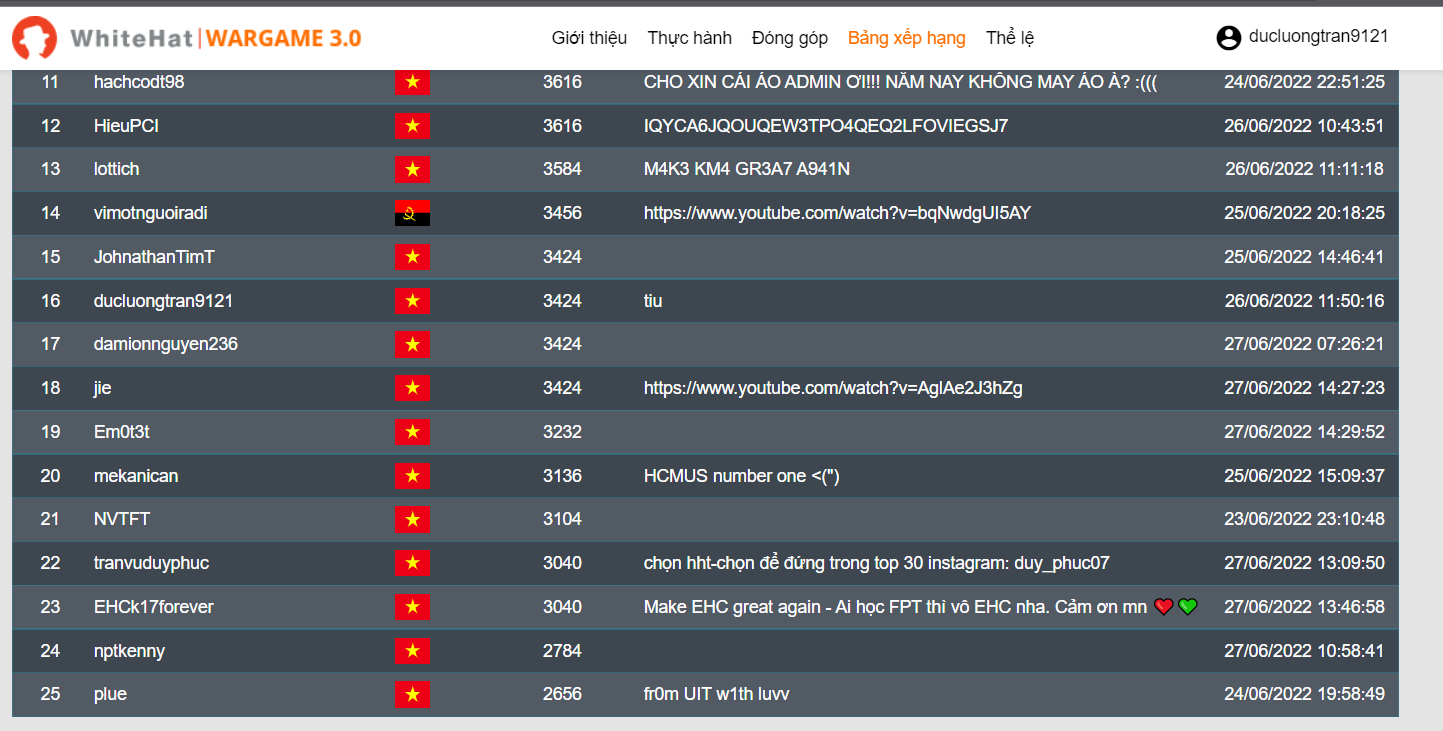 WhiteHat|WARGAME 3.0 Giới thiệu Thực hành Đóng góp Bảng xếp hạng Thể lệ ducluongtran9121
11 hachcodt98 3616 CHO XIN CÁI ÁO ADMIN ƠI!!! NĂM NAY KHÔNG MAY ÁO À? :((( 24/06/2022 22:51:25
12 HieuPCI 3616 IQYCA6JQOUQEW3TPO4QEQ2LFOVIEGSJ7 26/06/2022 10:43:51
13 lottich 3584 M4K3 KM4 GR3A7 A941N 26/06/2022 11:11:18
14 vimotnguoiradi 3456 https://www.youtube.com/watch?v=bqNwdgUI5AY 25/06/2022 20:18:25
15 JohnathanTimT 3424 25/06/2022 14:46:41
16 ducluongtran9121 3424 tiu 26/06/2022 11:50:16
17 damionnguyen236 3424 27/06/2022 07:26:21
18 jie 3424 https://www.youtube.com/watch?v=AglAe2J3hZg 27/06/2022 14:27:23
19 Em0t3t 3232 27/06/2022 14:29:52
20 mekanican 3136 HCMUS number one <(") 25/06/2022 15:09:37
21 NVTFT 3104 23/06/2022 23:10:48
22 tranvuduyphuc 3040 chọn hht-chọn để đứng trong top 30 instagram: duy_phuc07 27/06/2022 13:09:50
23 EHCk17forever 3040 Make EHC great again - Ai học FPT thì vô EHC nha. Cảm ơn mn ❤️💚 27/06/2022 13:46:58
24 nptkenny 2784 27/06/2022 10:58:41
25 plue 2656 fr0m UIT w1th luvv 24/06/2022 19:58:49